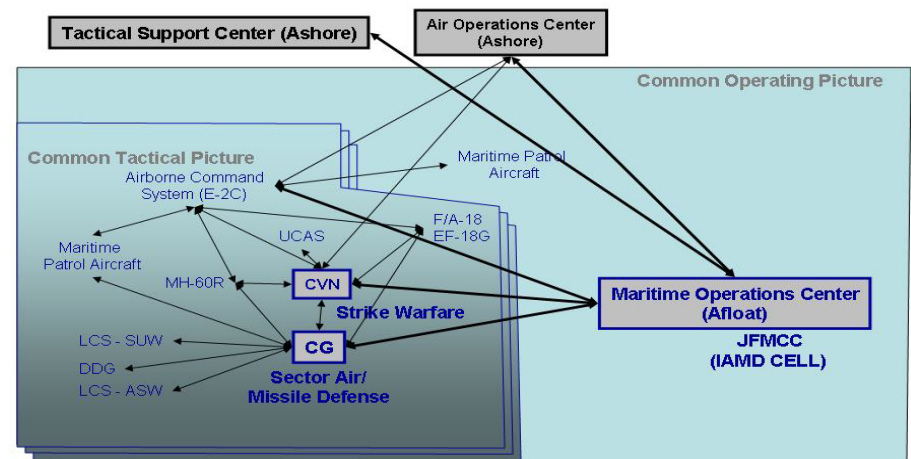 Tactical Support Center (Ashore)
Air Operations Center
(Ashore)
Common Operating Picture
Common Tactical Picture
Airborne Command
System (E-2C)
Maritime Patrol
Aircraft
F/A-18
EF-18G
UCAS
Maritime
Patrol Aircraft
MH-60R
CVN
Strike Warfare
Maritime Operations Center
(Afloat)
JFMCC
(IAMD CELL)
LCS - SUW
CG
DDG
LCS - ASW
Sector Air/
Missile Defense